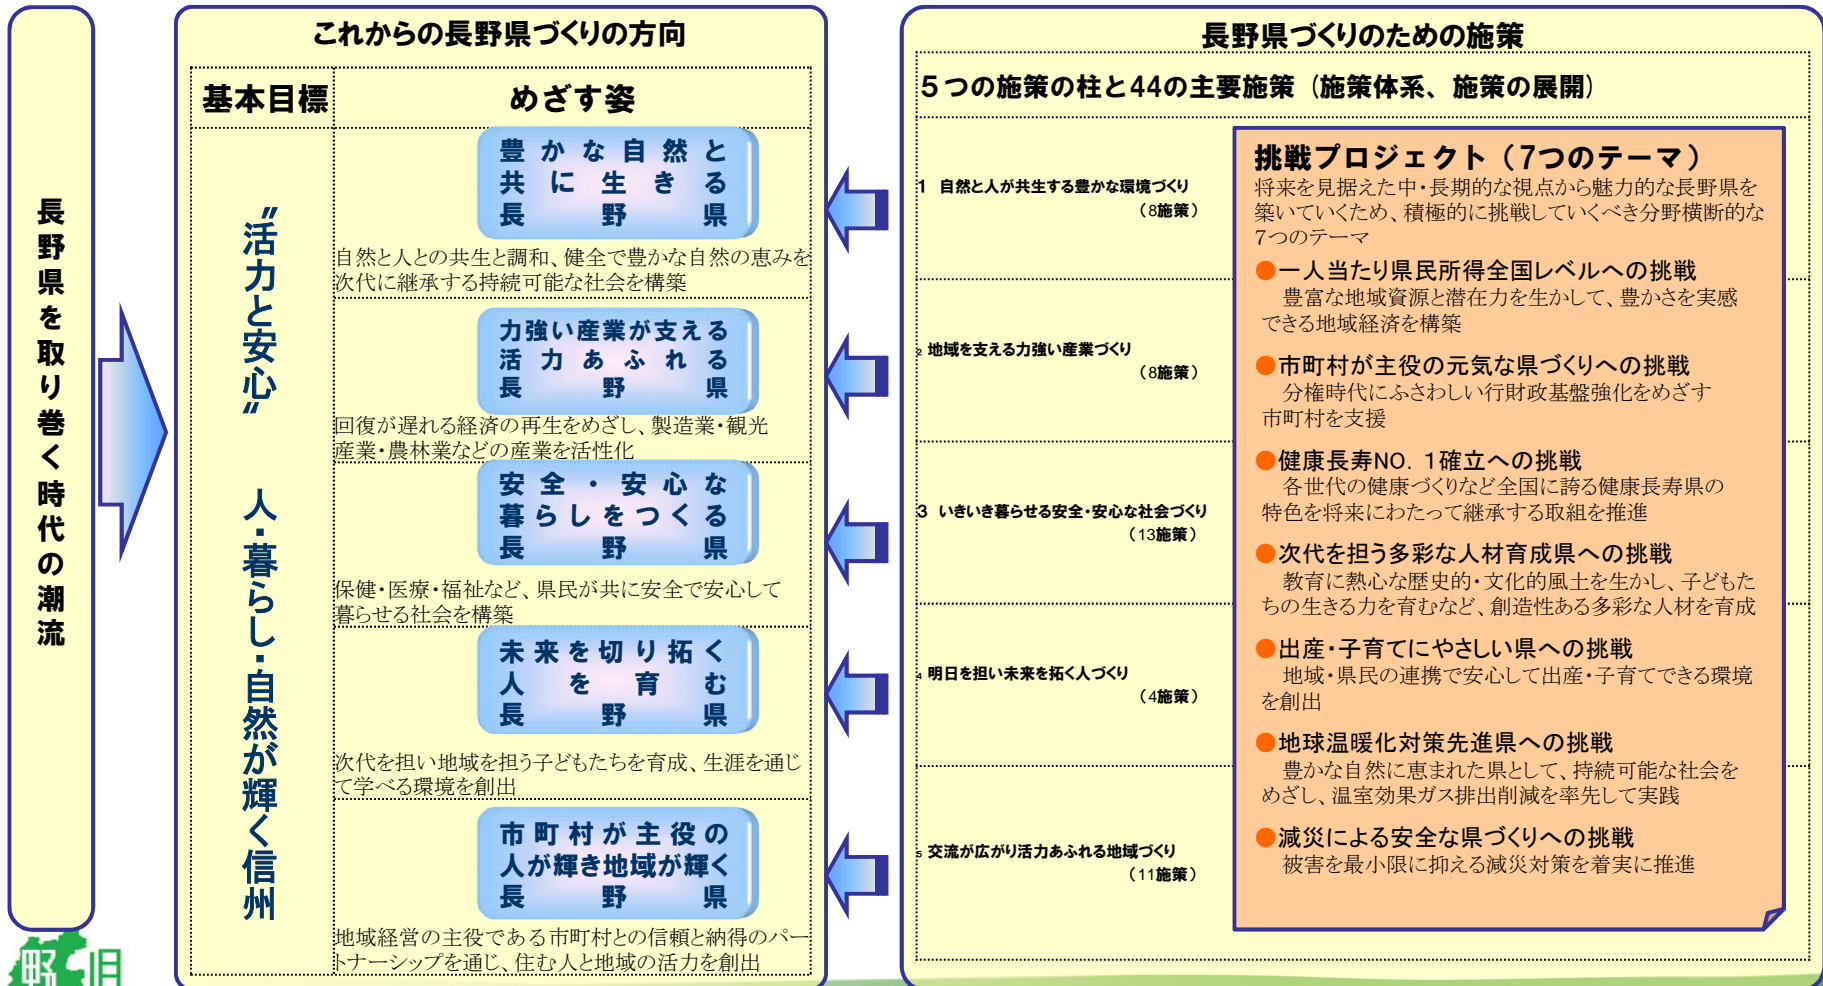 長野県を取り巻く時代の潮流
これからの長野県づくりの方向
基本目標
めざす姿
〝活力と安心〟 人・暮らし・自然が輝く信州
豊かな自然と
共に生きる
長野県
自然と人との共生と調和、健全で豊かな自然の恵みを
次代に継承する持続可能な社会を構築
力強い産業が支える
活力あふれる
長野県
回復が遅れる経済の再生をめざし、製造業・観光
産業・農林業などの産業を活性化
安全・安心な
暮らしをつくる
長野県
保健・医療・福祉など、県民が共に安全で安心して
暮らせる社会を構築
未来を切り拓く
人を育む
長野県
次代を担い地域を担う子どもたちを育成、生涯を通じ
て学べる環境を創出
市町村が主役の
人が輝き地域が輝く
長野県
地域経営の主役である市町村との信頼と納得のパー
トナーシップを通じ、住む人と地域の活力を創出
長野県づくりのための施策
5つの施策の柱と44の主要施策（施策体系、施策の展開）
1 自然と人が共生する豊かな環境づくり
（8施策）
2 地域を支える力強い産業づくり
（8施策）
3 いきいき暮らせる安全・安心な社会づくり
（13施策）
4 明日を担い未来を拓く人づくり
（4施策）
5 交流が広がり活力あふれる地域づくり
（11施策）
挑戦プロジェクト（7つのテーマ）
将来を見据えた中・長期的な視点から魅力的な長野県を
築いていくため、積極的に挑戦していくべき分野横断的な
7つのテーマ
●一人当たり県民所得全国レベルへの挑戦
豊富な地域資源と潜在力を生かして、豊かさを実感
できる地域経済を構築
●市町村が主役の元気な県づくりへの挑戦
分権時代にふさわしい行財政基盤強化をめざす
市町村を支援
●健康長寿NO．1確立への挑戦
各世代の健康づくりなど全国に誇る健康長寿県の
特色を将来にわたって継承する取組を推進
●次代を担う多彩な人材育成県への挑戦
教育に熱心な歴史的・文化的風土を生かし、子どもた
ちの生きる力を育むなど、創造性ある多彩な人材を育成
●出産・子育てにやさしい県への挑戦
地域・県民の連携で安心して出産・子育てできる環境
を創出
●地球温暖化対策先進県への挑戦
豊かな自然に恵まれた県として、持続可能な社会を
めざし、温室効果ガス排出削減を率先して実践
●減災による安全な県づくりへの挑戦
被害を最小限に抑える減災対策を着実に推進